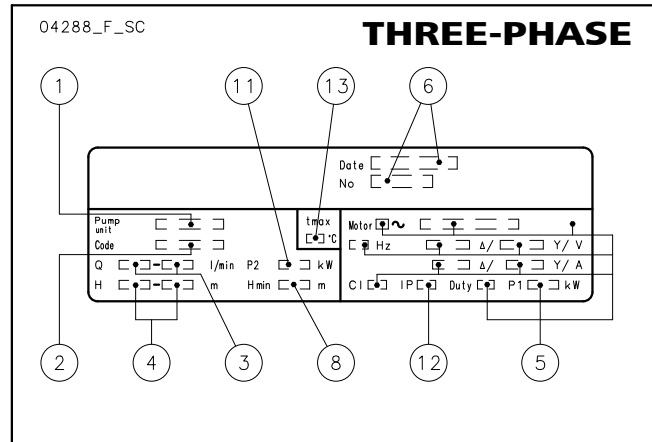 04288_F_SC THREE-PHASE
1 11 13 6
Date
No
Pump unit tmax °C Motor ~
Code Hz Δ/ Y/ V
Q - l/min P2 kW Δ/ Y/ A
H - m Hmin m Cl IP Duty P1 kW
2 4 3 8 12 5